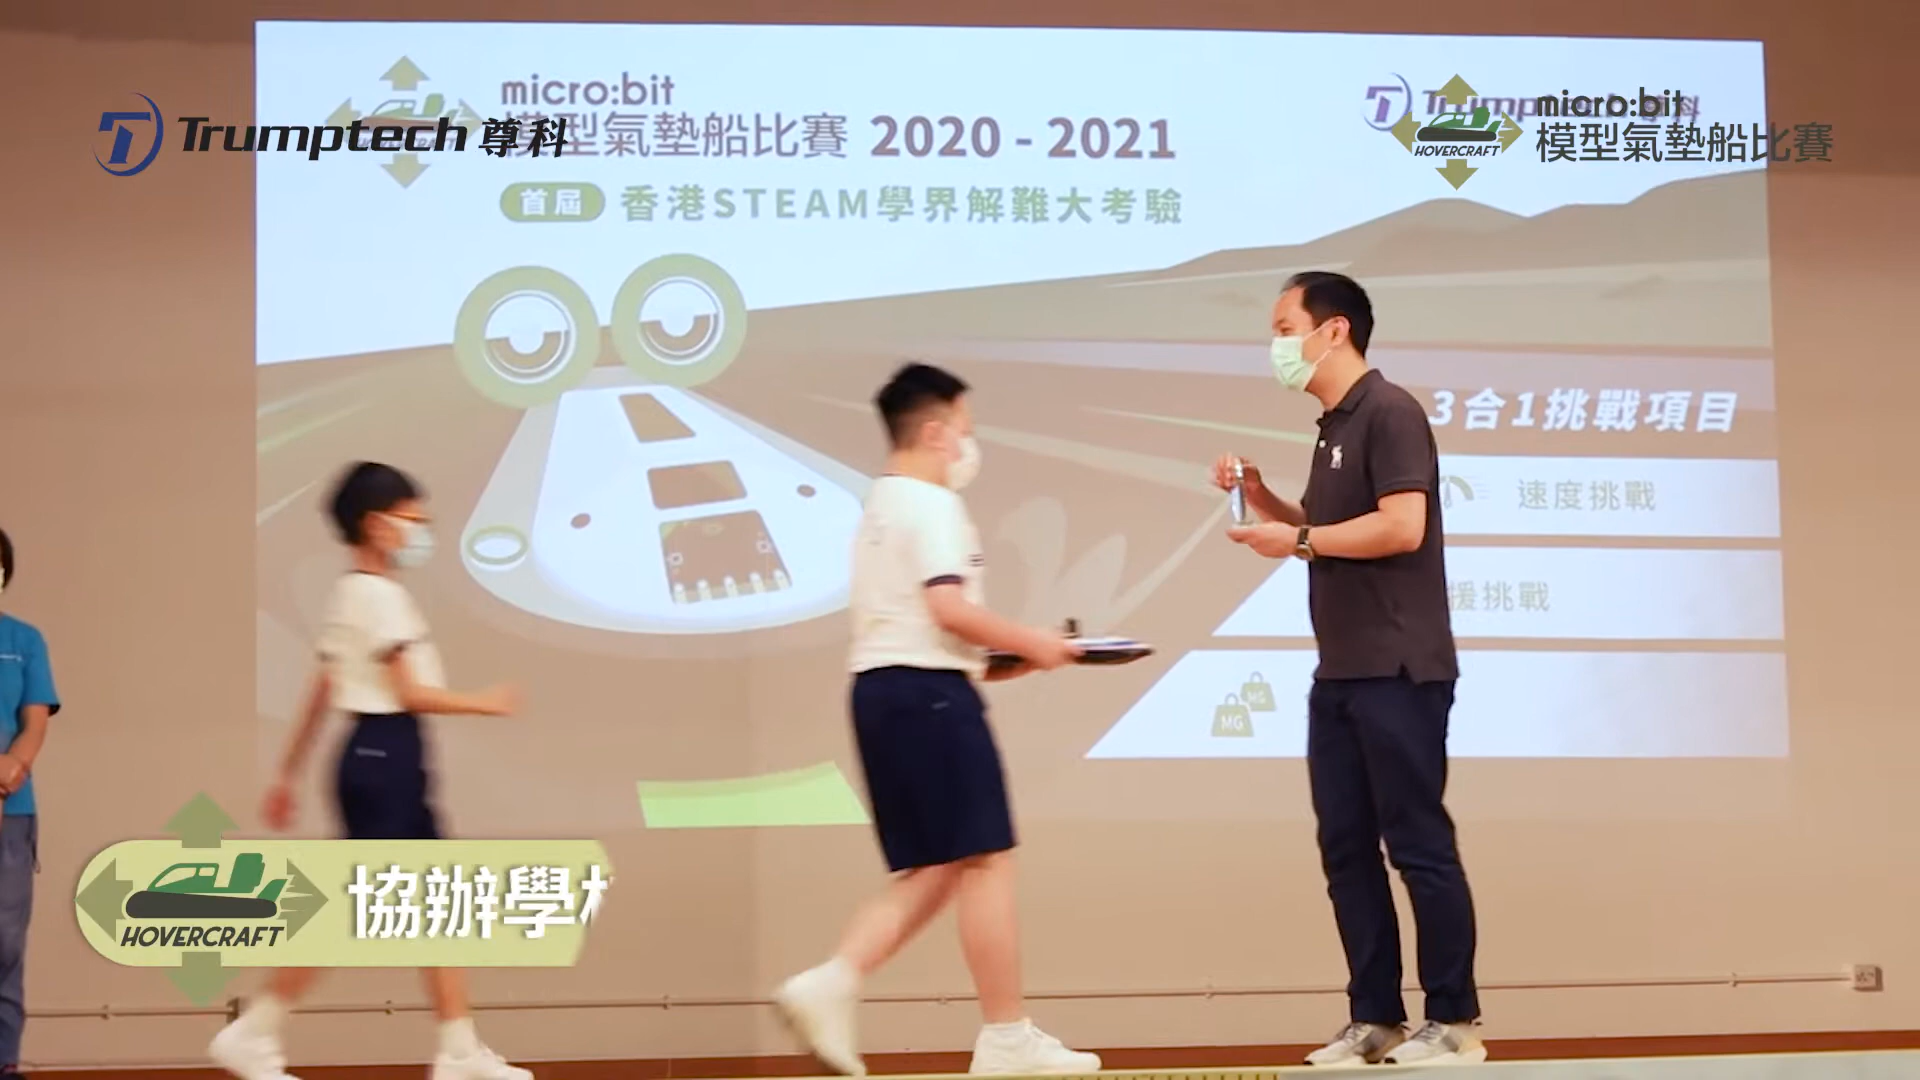 micro:bit
模型氣墊船比賽 2020 - 2021
首屆 香港STEAM學界解難大考驗
Trumptech 尊科
Trumptech 尊科
micro:bit
模型氣墊船比賽
HOVERCRAFT
3合1挑戰項目
速度挑戰
援挑戰
MG
MG
HOVERCRAFT
協辦學